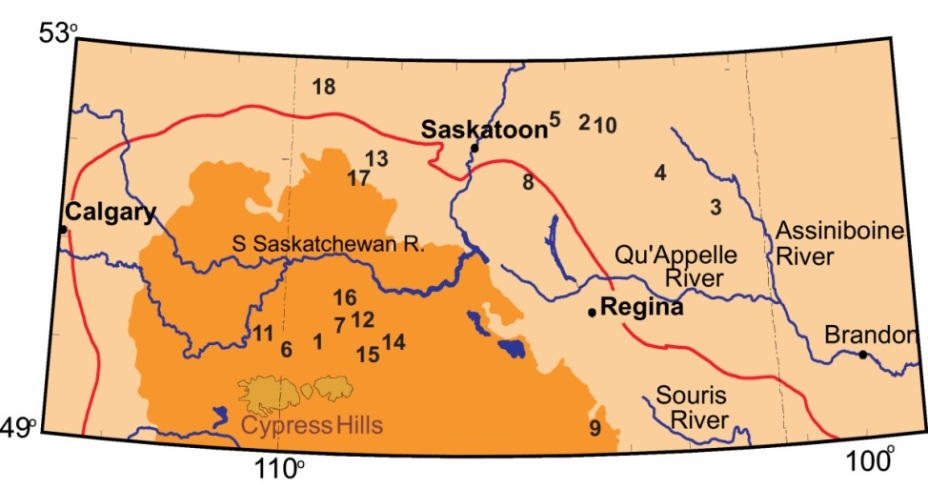 53°
18
Saskatoon
5
2
10
13
17
8
4
3
Calgary
S Saskatchewan R.
Assiniboine
River
Qu'Appelle
River
16
7
12
Regina
11
6
1
14
15
Brandon
Souris
River
Cypress Hills
9
49°
110°
100°